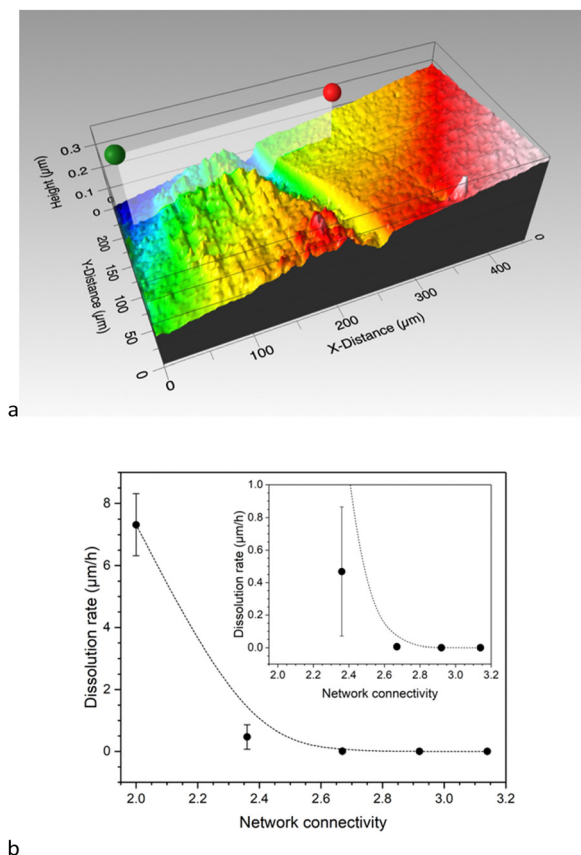 0.3
0.2
0.1
0
Height (µm)
200
150
100
50
0
Y-Distance (µm)
0
100
200
300
400
0
X-Distance (µm)
a
8
6
4
2
0
Dissolution rate (µm/h)
2.0 2.2 2.4 2.6 2.8 3.0 3.2
Network connectivity
1.0
0.8
0.6
0.4
0.2
0.0
Dissolution rate (µm/h)
2.0 2.2 2.4 2.6 2.8 3.0 3.2
Network connectivity
b